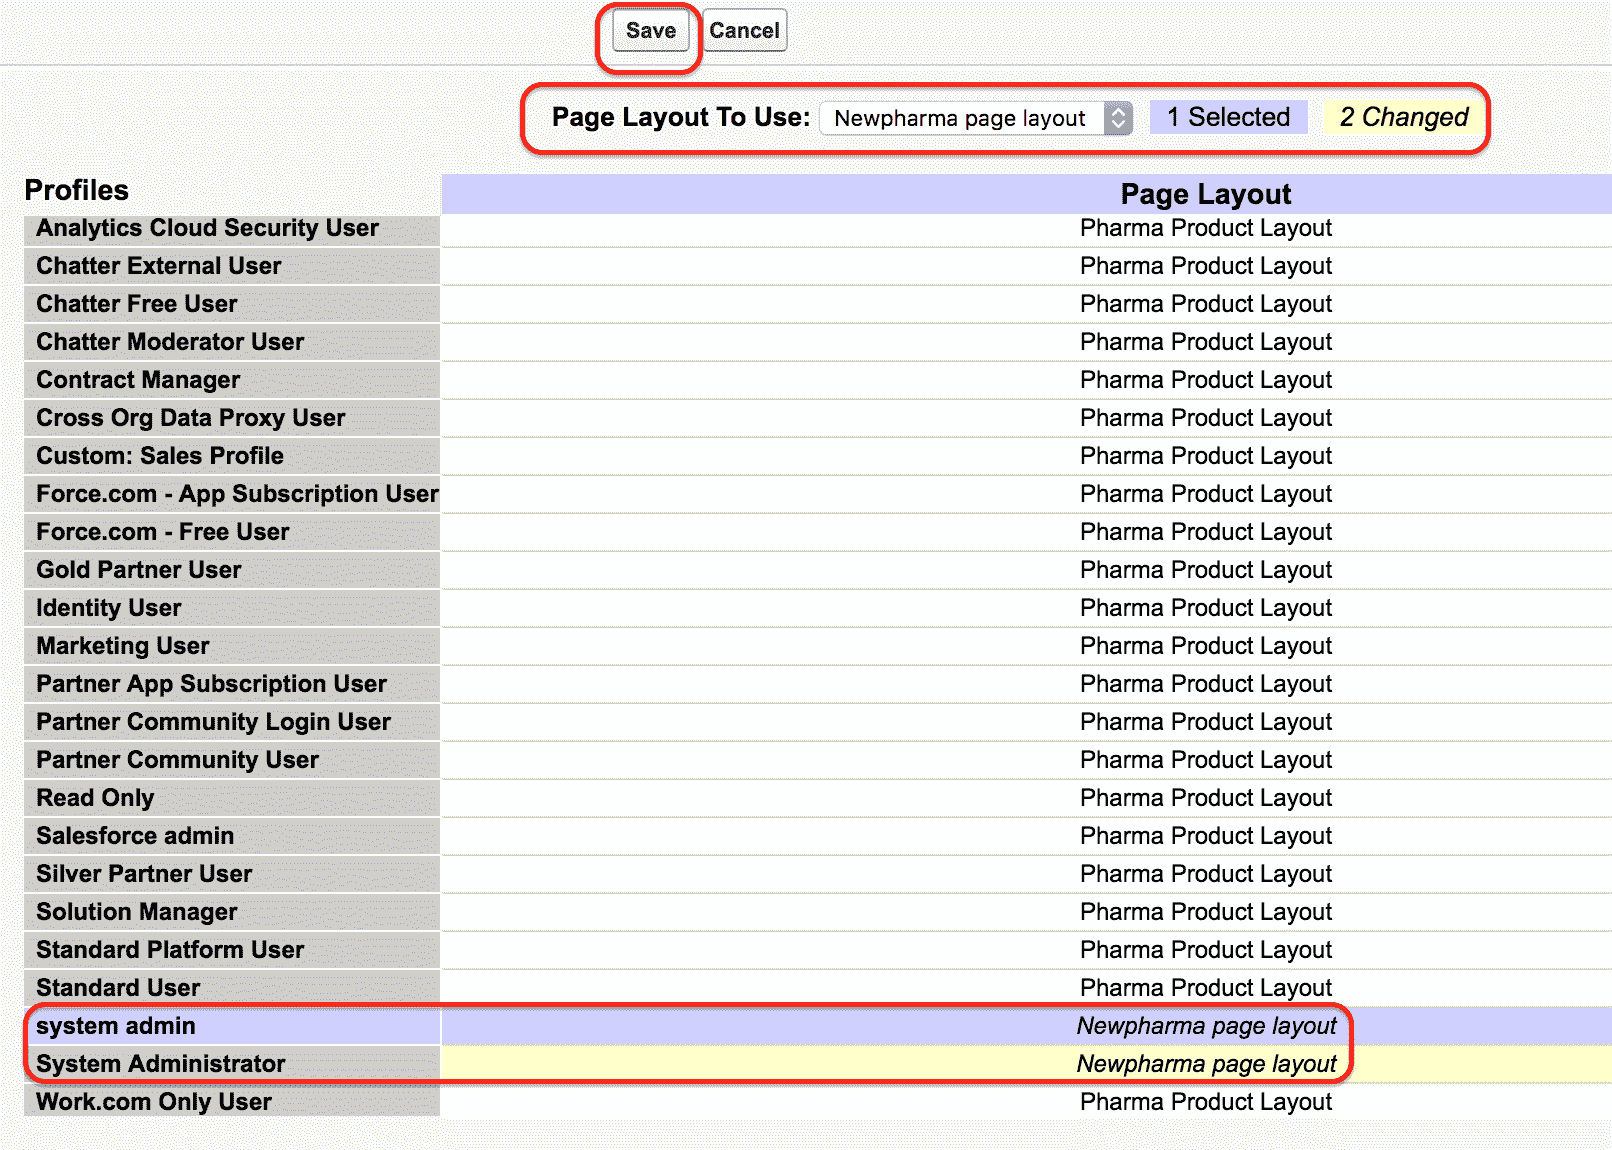 Save Cancel
Page Layout To Use: Newpharma page layout 1 Selected 2 Changed
Profiles Page Layout
Analytics Cloud Security User Pharma Product Layout
Chatter External User Pharma Product Layout
Chatter Free User Pharma Product Layout
Chatter Moderator User Pharma Product Layout
Contract Manager Pharma Product Layout
Cross Org Data Proxy User Pharma Product Layout
Custom: Sales Profile Pharma Product Layout
Force.com - App Subscription User Pharma Product Layout
Force.com - Free User Pharma Product Layout
Gold Partner User Pharma Product Layout
Identity User Pharma Product Layout
Marketing User Pharma Product Layout
Partner App Subscription User Pharma Product Layout
Partner Community Login User Pharma Product Layout
Partner Community User Pharma Product Layout
Read Only Pharma Product Layout
Salesforce admin Pharma Product Layout
Silver Partner User Pharma Product Layout
Solution Manager Pharma Product Layout
Standard Platform User Pharma Product Layout
Standard User Pharma Product Layout
system admin Newpharma page layout
System Administrator Newpharma page layout
Work.com Only User Pharma Product Layout